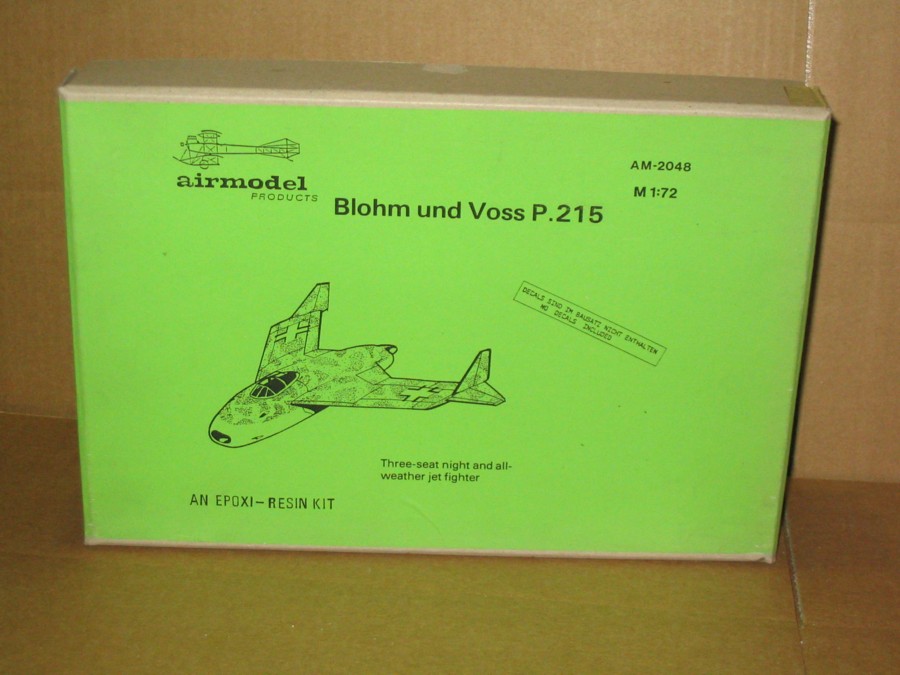 airmodel
PRODUCTS
AM-2048
M 1:72
Blohm und Voss P.215
DECALS SIND IM BAUSATZ NICHT ENTHALTEN
NO DECALS INCLUDED
Three-seat night and all-
weather jet fighter
AN EPOXI-RESIN KIT